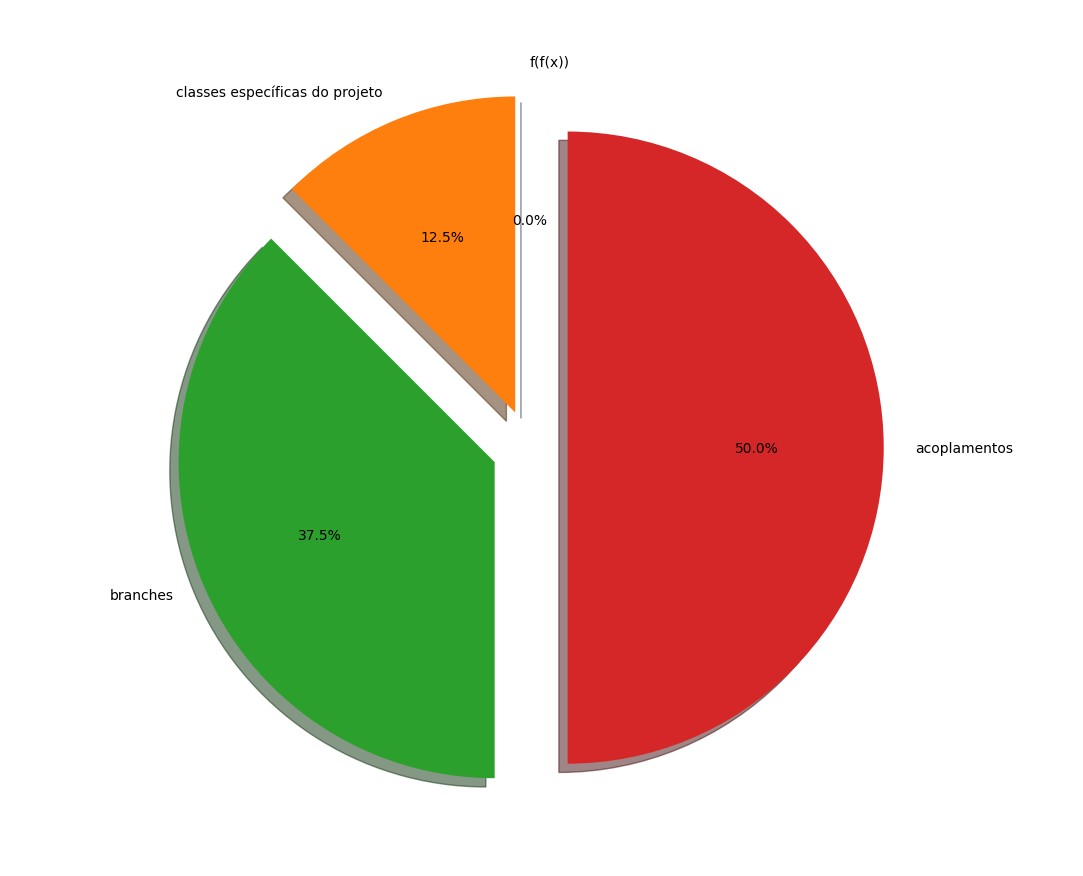 f(f(x))
classes específicas do projeto
0.0%
12.5%
50.0%
acoplamentos
37.5%
branches